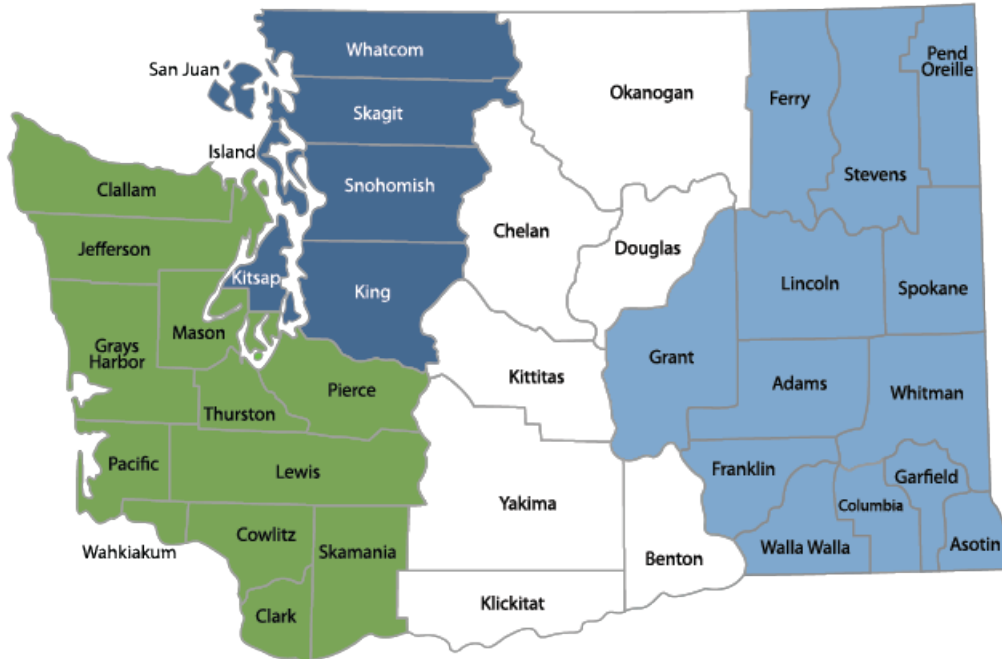 Whatcom
San Juan
Pend
Oreille
Okanogan
Ferry
Skagit
Island
Snohomish
Stevens
Clallam
Chelan
Douglas
Jefferson
Kitsap
King
Lincoln
Spokane
Mason
Grays
Harbor
Grant
Kittitas
Adams
Pierce
Whitman
Thurston
Pacific
Lewis
Franklin
Garfield
Yakima
Columbia
Cowlitz
Wahkiakum
Skamania
Benton
Walla Walla
Asotin
Klickitat
Clark